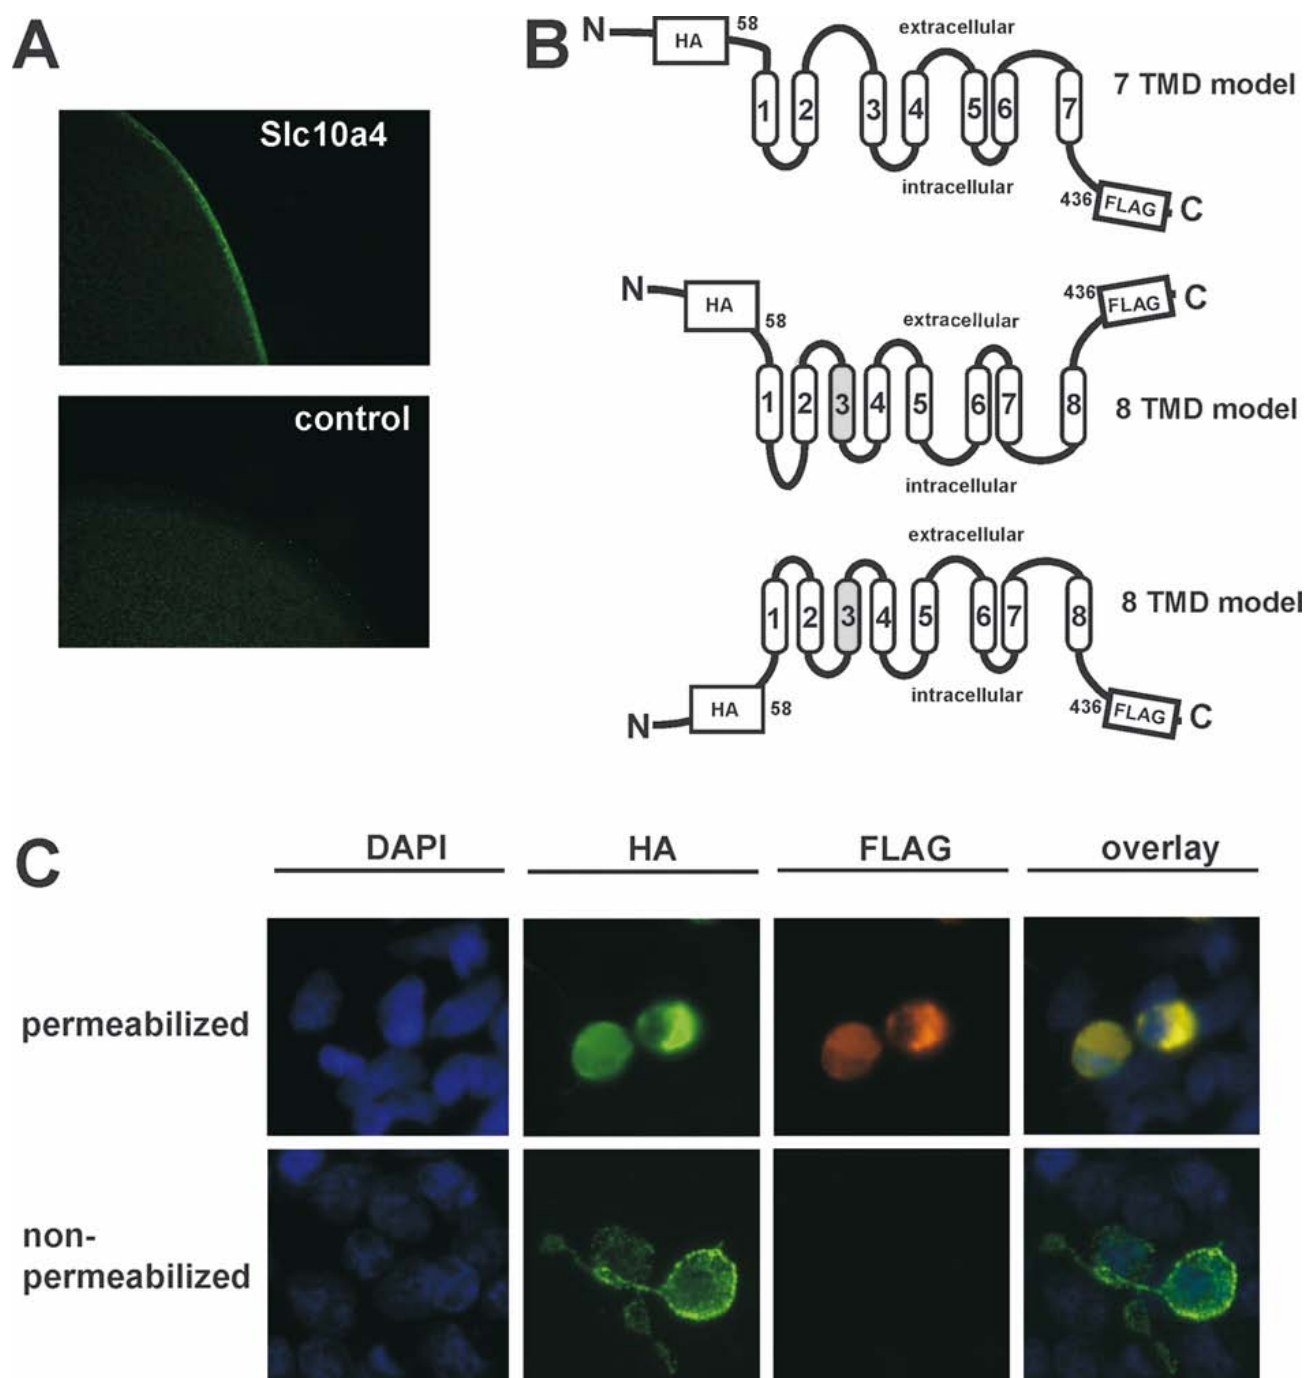 A
Slc10a4
control
B
N
HA
58
extracellular
1 2 3 4 5 6 7
7 TMD model
intracellular
436 FLAG C
N
HA
58
extracellular
436 FLAG C
1 2 3 4 5 6 7 8
8 TMD model
intracellular
extracellular
1 2 3 4 5 6 7 8
8 TMD model
intracellular
N
HA
58
436 FLAG C
C
DAPI HA FLAG overlay
permeabilized
non-
permeabilized